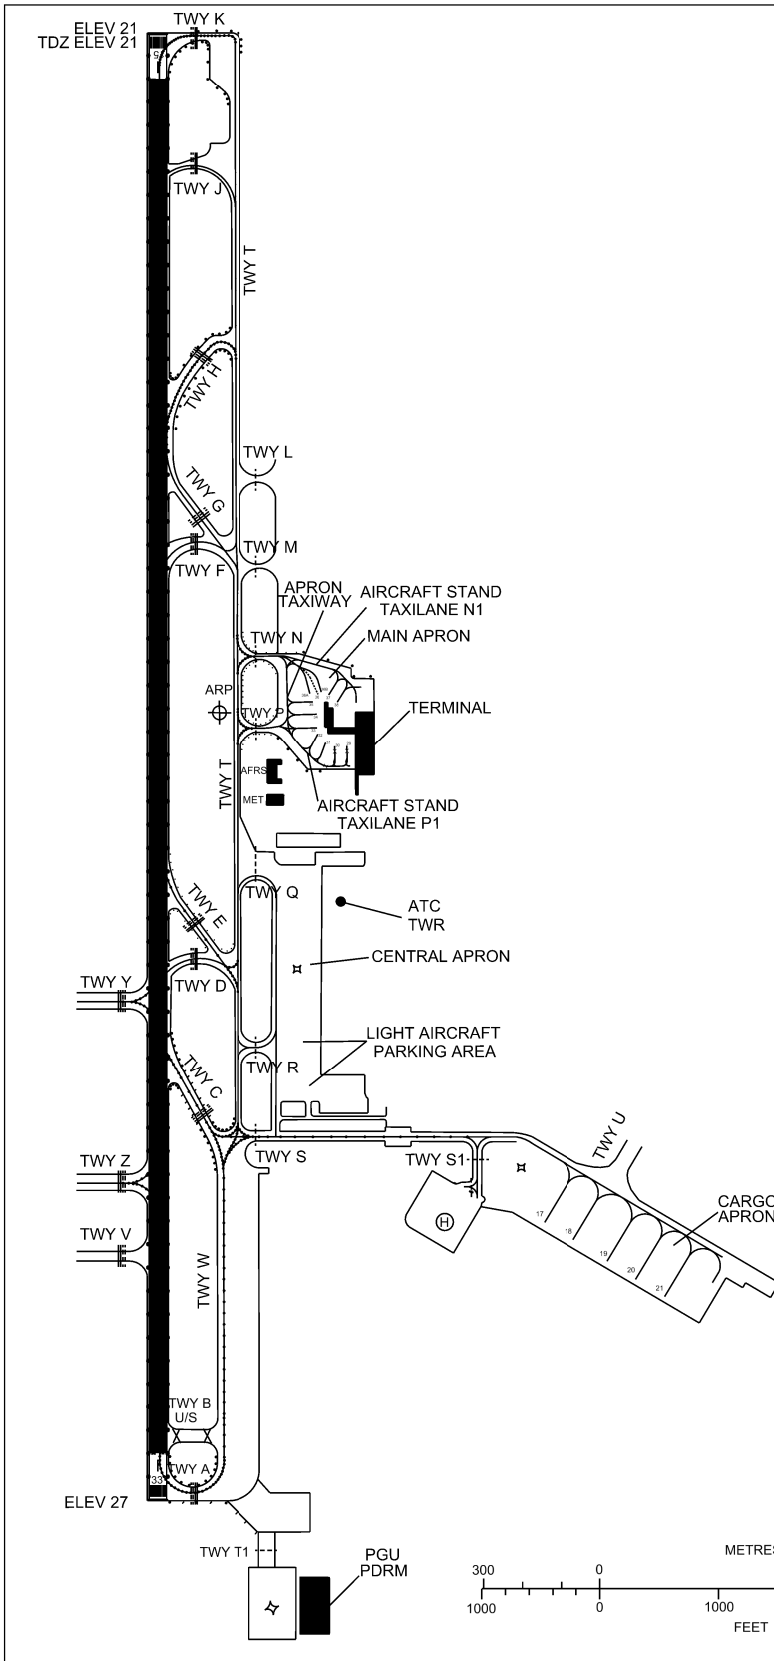 TWY K
ELEV 21
TDZ ELEV 21
15
TWY J
TWY T
TWY H
TWY L
TWY G
TWY M
TWY F
APRON
TAXIWAY
AIRCRAFT STAND
TAXILANE N1
TWY N
MAIN APRON
ARP
TWY P
TERMINAL
TWY T
AFRS
MET
AIRCRAFT STAND
TAXILANE P1
TWY Q
TWY E
ATC
TWR
CENTRAL APRON
TWY Y
TWY D
LIGHT AIRCRAFT
PARKING AREA
TWY R
TWY C
TWY U
TWY S
TWY S1
TWY Z
CARGO
APRON
17
18
19
20
21
H
TWY V
TWY W
TWY B
U/S
TWY A
33
ELEV 27
TWY T1
PGU
PDRM
METRES
300
0
1000
0
1000
FEET